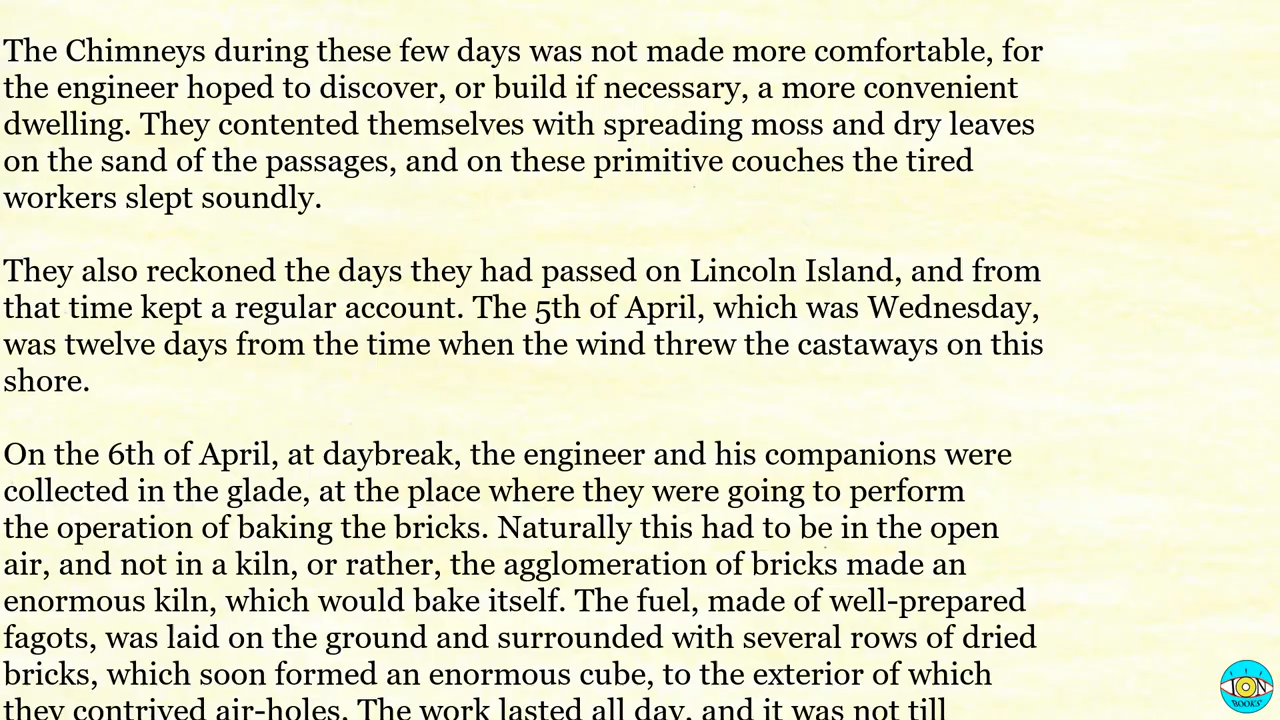 The Chimneys during these few days was not made more comfortable, for
the engineer hoped to discover, or build if necessary, a more convenient
dwelling. They contented themselves with spreading moss and dry leaves
on the sand of the passages, and on these primitive couches the tired
workers slept soundly.
They also reckoned the days they had passed on Lincoln Island, and from
that time kept a regular account. The 5th of April, which was Wednesday,
was twelve days from the time when the wind threw the castaways on this
shore.
On the 6th of April, at daybreak, the engineer and his companions were
collected in the glade, at the place where they were going to perform
the operation of baking the bricks. Naturally this had to be in the open
air, and not in a kiln, or rather, the agglomeration of bricks made an
enormous kiln, which would bake itself. The fuel, made of well-prepared
fagots, was laid on the ground and surrounded with several rows of dried
bricks, which soon formed an enormous cube, to the exterior of which
they contrived air-holes. The work lasted all day, and it was not till
ION
BOOKS